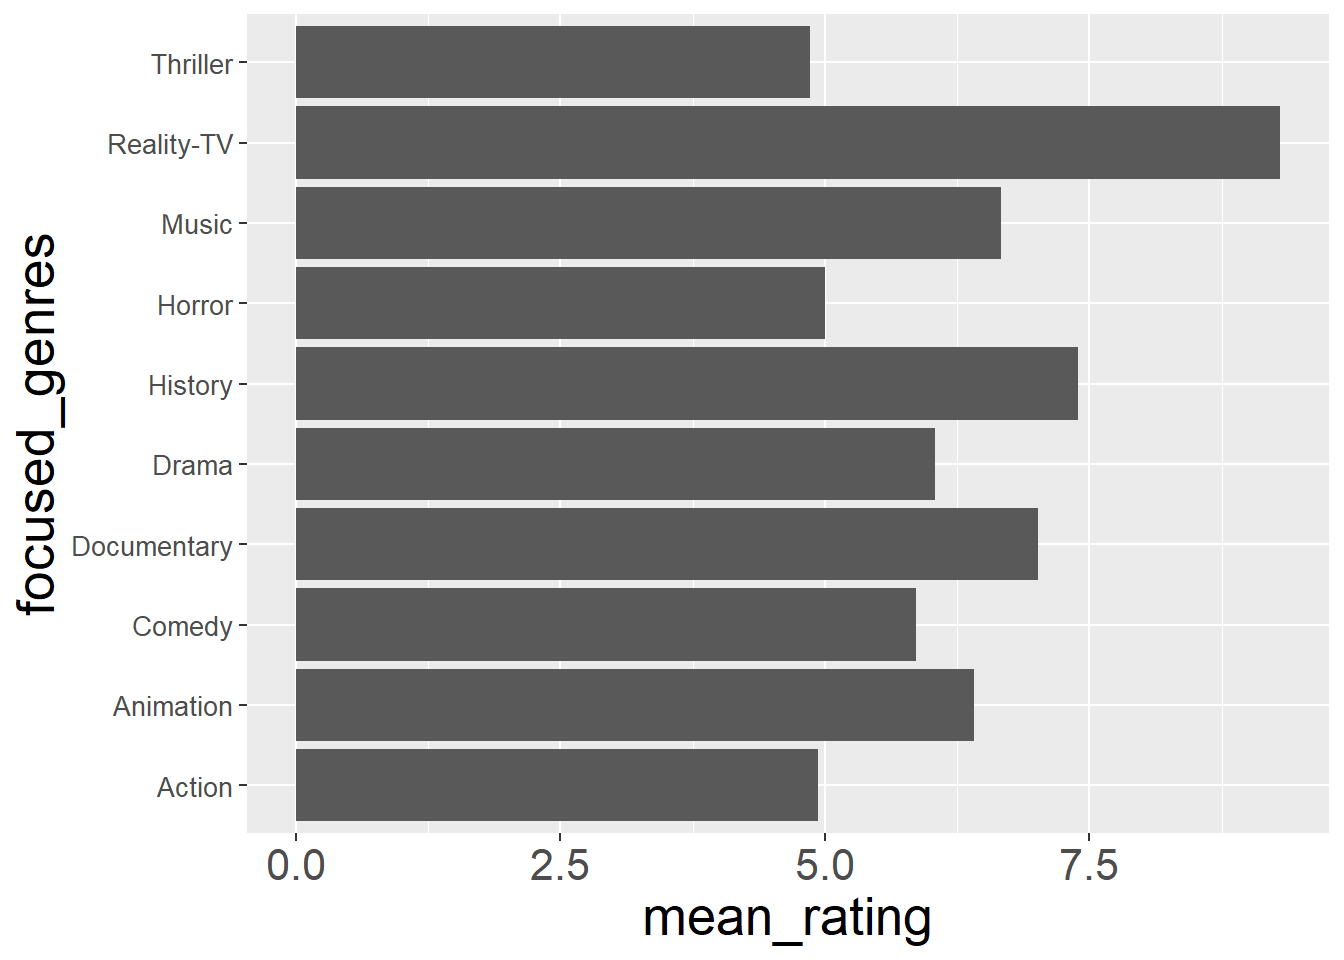 focused_genres
Thriller
Reality-TV
Music
Horror
History
Drama
Documentary
Comedy
Animation
Action
0.0 2.5 5.0 7.5
mean_rating